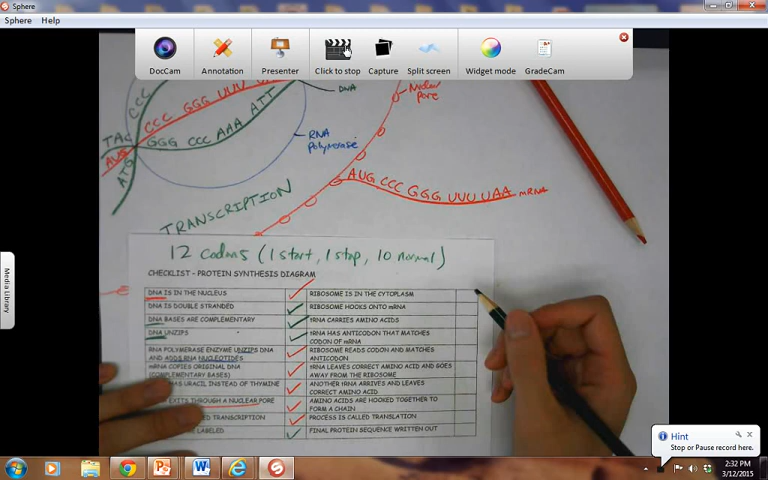 Sphere
Sphere Help
DocCam
Annotation
Presenter
Click to stop
Capture
Split screen
Widget mode
GradeCam
CCC
CCC GGG UUU
DNA
TAC
GGG CCC AAA ATT
AUG
ATG
RNA
Polymerase
Nuclear
Pore
AUG CCC GGG UUU UAA mRNA
TRANSCRIPTION
12 codons (1 start, 1 stop, 10 normal)
CHECKLIST - PROTEIN SYNTHESIS DIAGRAM
DNA IS IN THE NUCLEUS
RIBOSOME IS IN THE CYTOPLASM
DNA IS DOUBLE STRANDED
RIBOSOME HOOKS ONTO mRNA
DNA BASES ARE COMPLEMENTARY
tRNA CARRIES AMINO ACIDS
DNA UNZIPS
tRNA HAS ANTICODON THAT MATCHES
CODON OF mRNA
RNA POLYMERASE ENZYME UNZIPS DNA
AND ADDS RNA NUCLEOTIDES
RIBOSOME READS CODON AND MATCHES
ANTICODON
mRNA COPIES ORIGINAL DNA
(COMPLEMENTARY BASES)
tRNA LEAVES CORRECT AMINO ACID AND GOES
AWAY FROM THE RIBOSOME
HAS URACIL INSTEAD OF THYMINE
ANOTHER tRNA ARRIVES AND LEAVES
CORRECT AMINO ACID
EXITS THROUGH A NUCLEAR PORE
AMINO ACIDS ARE HOOKED TOGETHER TO
FORM A CHAIN
TRANSCRIPTION
PROCESS IS CALLED TRANSLATION
LABELED
FINAL PROTEIN SEQUENCE WRITTEN OUT
Media Library
Hint
Stop or Pause record here.
2:32 PM
3/12/2015